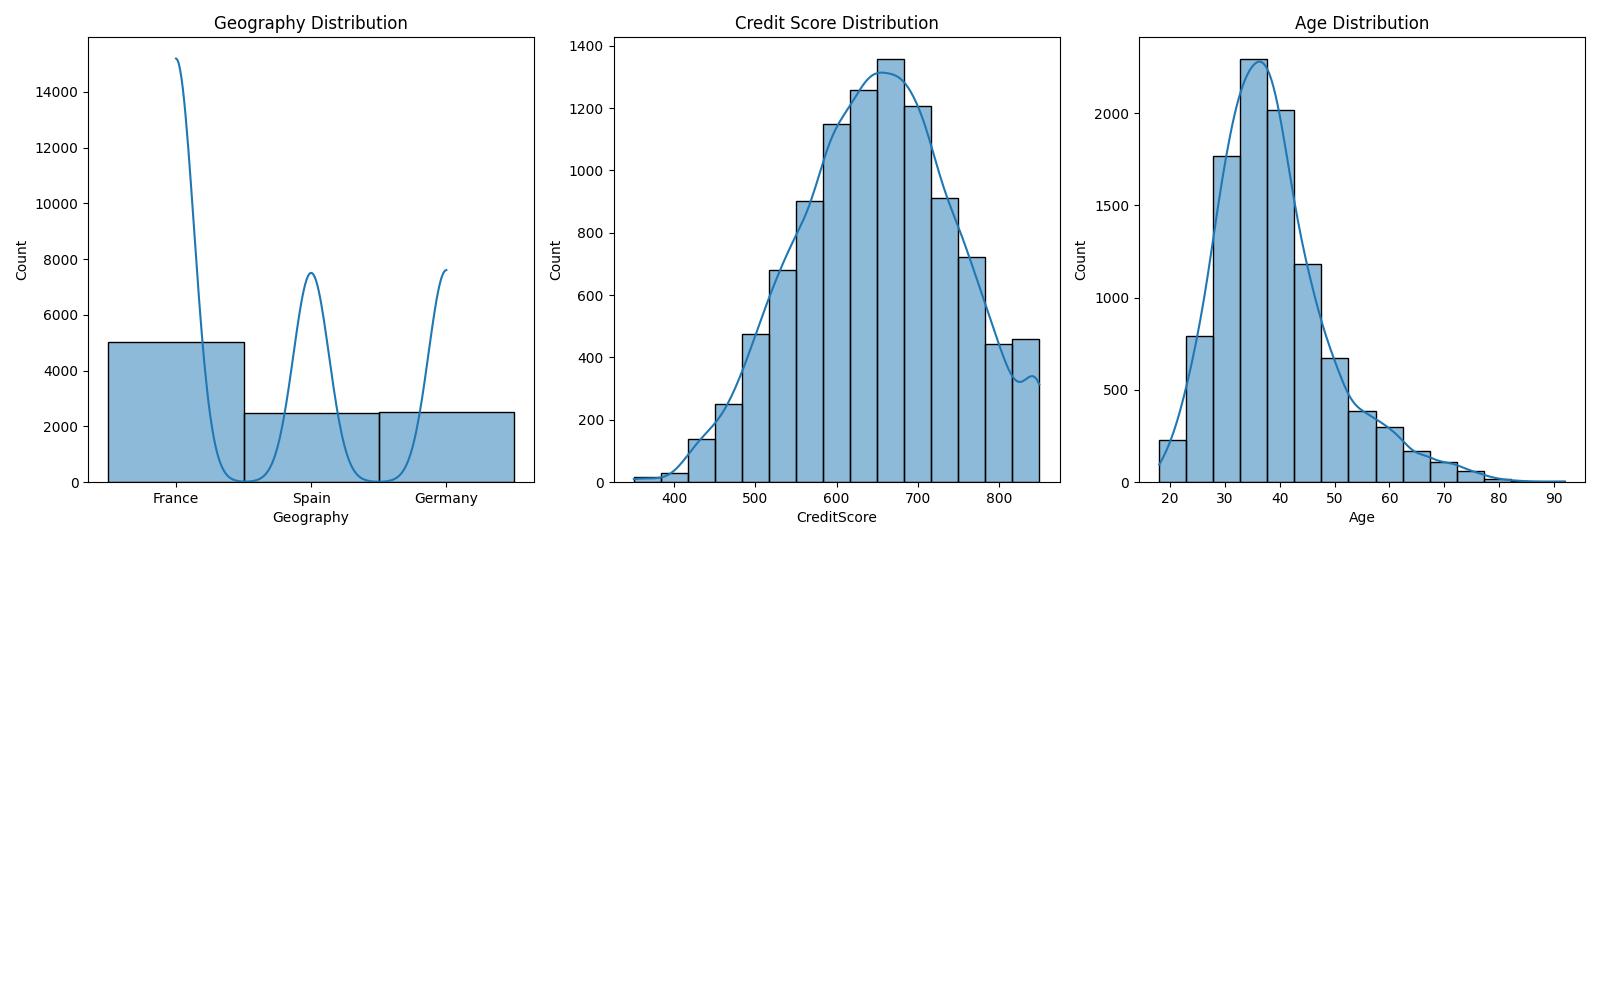 Geography Distribution
Count
14000
12000
10000
8000
6000
4000
2000
0
France Spain Germany
Geography
Credit Score Distribution
Count
1400
1200
1000
800
600
400
200
0
400 500 600 700 800
CreditScore
Age Distribution
Count
2000
1500
1000
500
0
20 30 40 50 60 70 80 90
Age